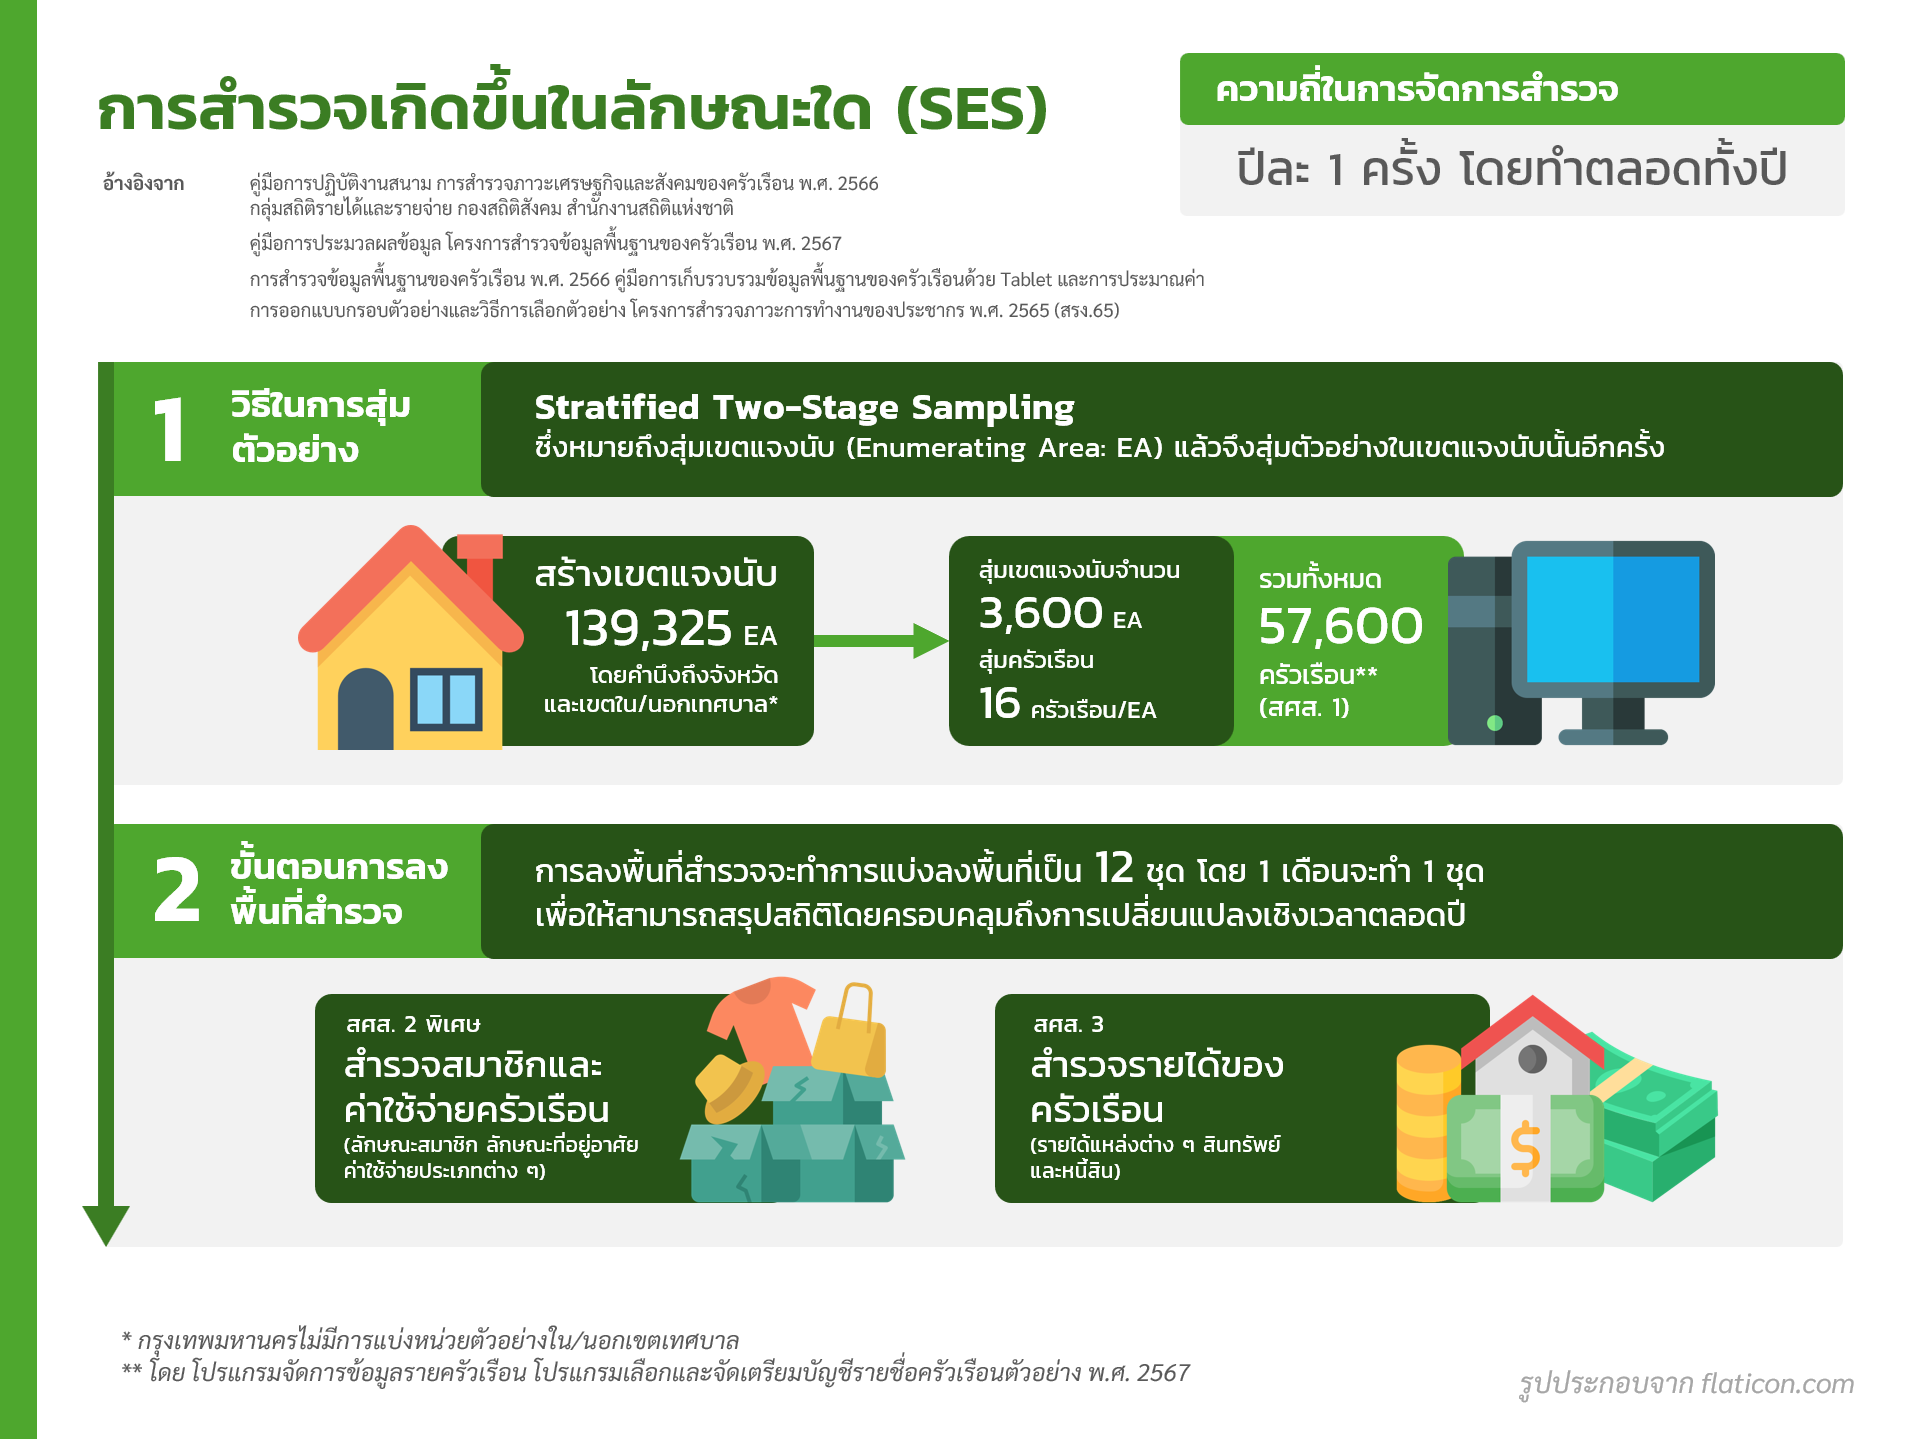 การสำรวจเกิดขึ้นในลักษณะใด (SES)
ความถี่ในการจัดการสำรวจ
ปีละ 1 ครั้ง โดยทำตลอดทั้งปี
อ้างอิงจาก
คู่มือการปฏิบัติงานสนาม การสำรวจภาวะเศรษฐกิจและสังคมของครัวเรือน พ.ศ. 2566
กลุ่มสถิติรายได้และรายจ่าย กองสถิติสังคม สำนักงานสถิติแห่งชาติ
คู่มือการประมวลผลข้อมูล โครงการสำรวจข้อมูลพื้นฐานของครัวเรือน พ.ศ. 2567
การสำรวจข้อมูลพื้นฐานของครัวเรือน พ.ศ. 2566 คู่มือการเก็บรวบรวมข้อมูลพื้นฐานของครัวเรือนด้วย Tablet และการประมาณค่า
การออกแบบกรอบตัวอย่างและวิธีการเลือกตัวอย่าง โครงการสำรวจภาวะการทำงานของประชากร พ.ศ. 2565 (สรง.65)
1
วิธีในการสุ่ม
ตัวอย่าง
Stratified Two-Stage Sampling
ซึ่งหมายถึงสุ่มเขตแจงนับ (Enumerating Area: EA) แล้วจึงสุ่มตัวอย่างในเขตแจงนับนั้นอีกครั้ง
สร้างเขตแจงนับ
139,325 EA
โดยคำนึงถึงจังหวัด
และเขตใน/นอกเทศบาล*
สุ่มเขตแจงนับจำนวน
3,600 EA
สุ่มครัวเรือน
16 ครัวเรือน/EA
รวมทั้งหมด
57,600
ครัวเรือน**
(สศส. 1)
2
ขั้นตอนการลง
พื้นที่สำรวจ
การลงพื้นที่สำรวจจะทำการแบ่งลงพื้นที่เป็น 12 ชุด โดย 1 เดือนจะทำ 1 ชุด
เพื่อให้สามารถสรุปสถิติโดยครอบคลุมถึงการเปลี่ยนแปลงเชิงเวลาตลอดปี
สศส. 2 พิเศษ
สำรวจสมาชิกและ
ค่าใช้จ่ายครัวเรือน
(ลักษณะสมาชิก ลักษณะที่อยู่อาศัย
ค่าใช้จ่ายประเภทต่าง ๆ)
สศส. 3
สำรวจรายได้ของ
ครัวเรือน
(รายได้แหล่งต่าง ๆ สินทรัพย์
และหนี้สิน)
$
* กรุงเทพมหานครไม่มีการแบ่งหน่วยตัวอย่างใน/นอกเขตเทศบาล
** โดย โปรแกรมจัดการข้อมูลรายครัวเรือน โปรแกรมเลือกและจัดเตรียมบัญชีรายชื่อครัวเรือนตัวอย่าง พ.ศ. 2567
รูปประกอบจาก flaticon.com